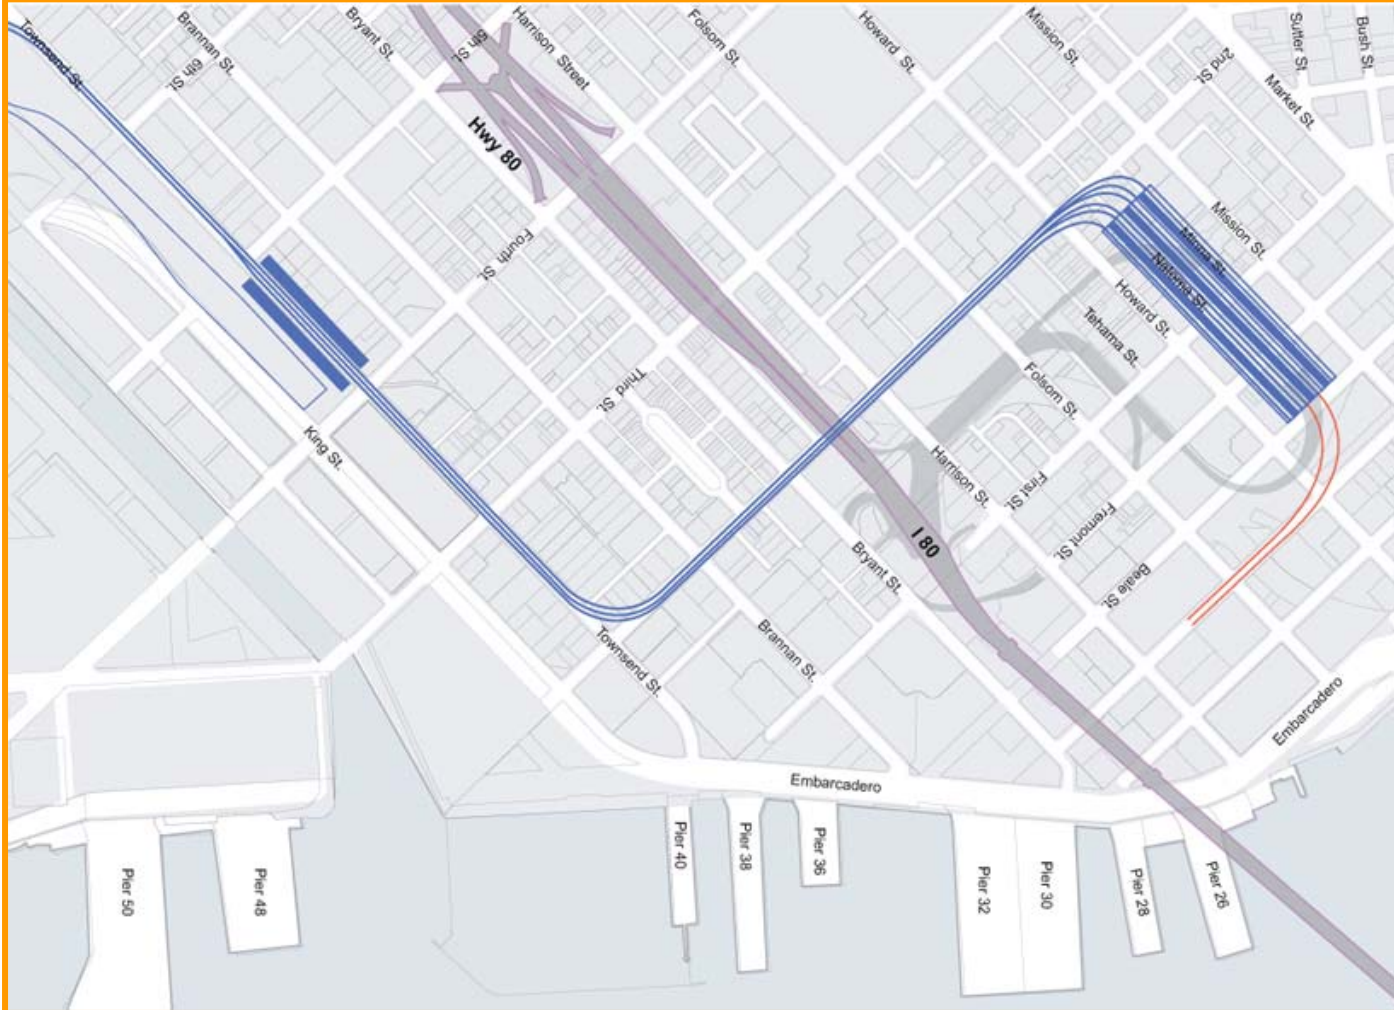 Townsend St.
Brannan St.
6th St.
Bryant St.
5th St.
Harrison Street
Folsom St.
Howard St.
Mission St.
2nd St.
Sutter St.
Bush St.
Market St.
Hwy 80
Fourth St.
Mission St.
Minna St.
Natoma St.
Howard St.
Tehama St.
Folsom St.
Third St.
King St.
Harrison St.
First St.
Fremont St.
I 80
Bryant St.
Beale St.
Brannan St.
Townsend St.
Embarcadero
Embarcadero
Pier 50
Pier 48
Pier 40
Pier 38
Pier 36
Pier 32
Pier 30
Pier 28
Pier 26